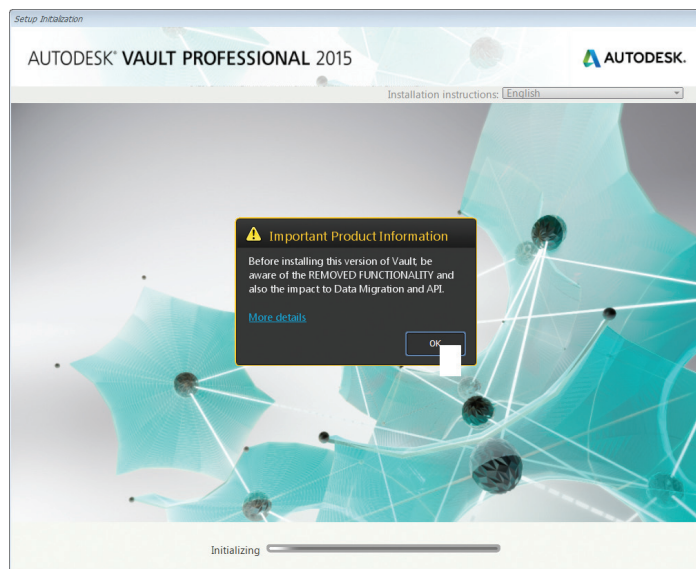 Setup Initialization
AUTODESK® VAULT PROFESSIONAL 2015
AUTODESK.
Installation instructions: English
Important Product Information
Before installing this version of Vault, be
aware of the REMOVED FUNCTIONALITY and
also the impact to Data Migration and API.
More details
OK
Initializing